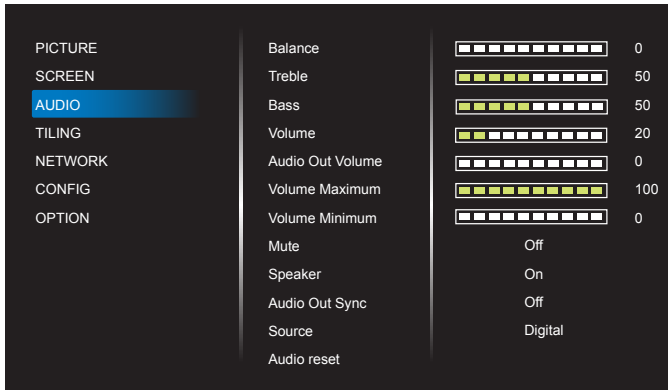 PICTURE
SCREEN
AUDIO
TILING
NETWORK
CONFIG
OPTION
Balance 0
Treble 50
Bass 50
Volume 20
Audio Out Volume 0
Volume Maximum 100
Volume Minimum 0
Mute Off
Speaker On
Audio Out Sync Off
Source Digital
Audio reset